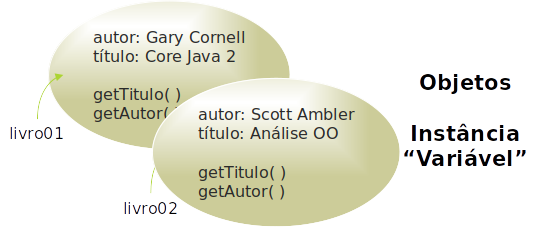 autor: Gary Cornell
título: Core Java 2
getTitulo( )
getAutor( )
livro01
autor: Scott Ambler
título: Análise OO
getTitulo( )
getAutor( )
livro02
Objetos
Instância
“Variável”